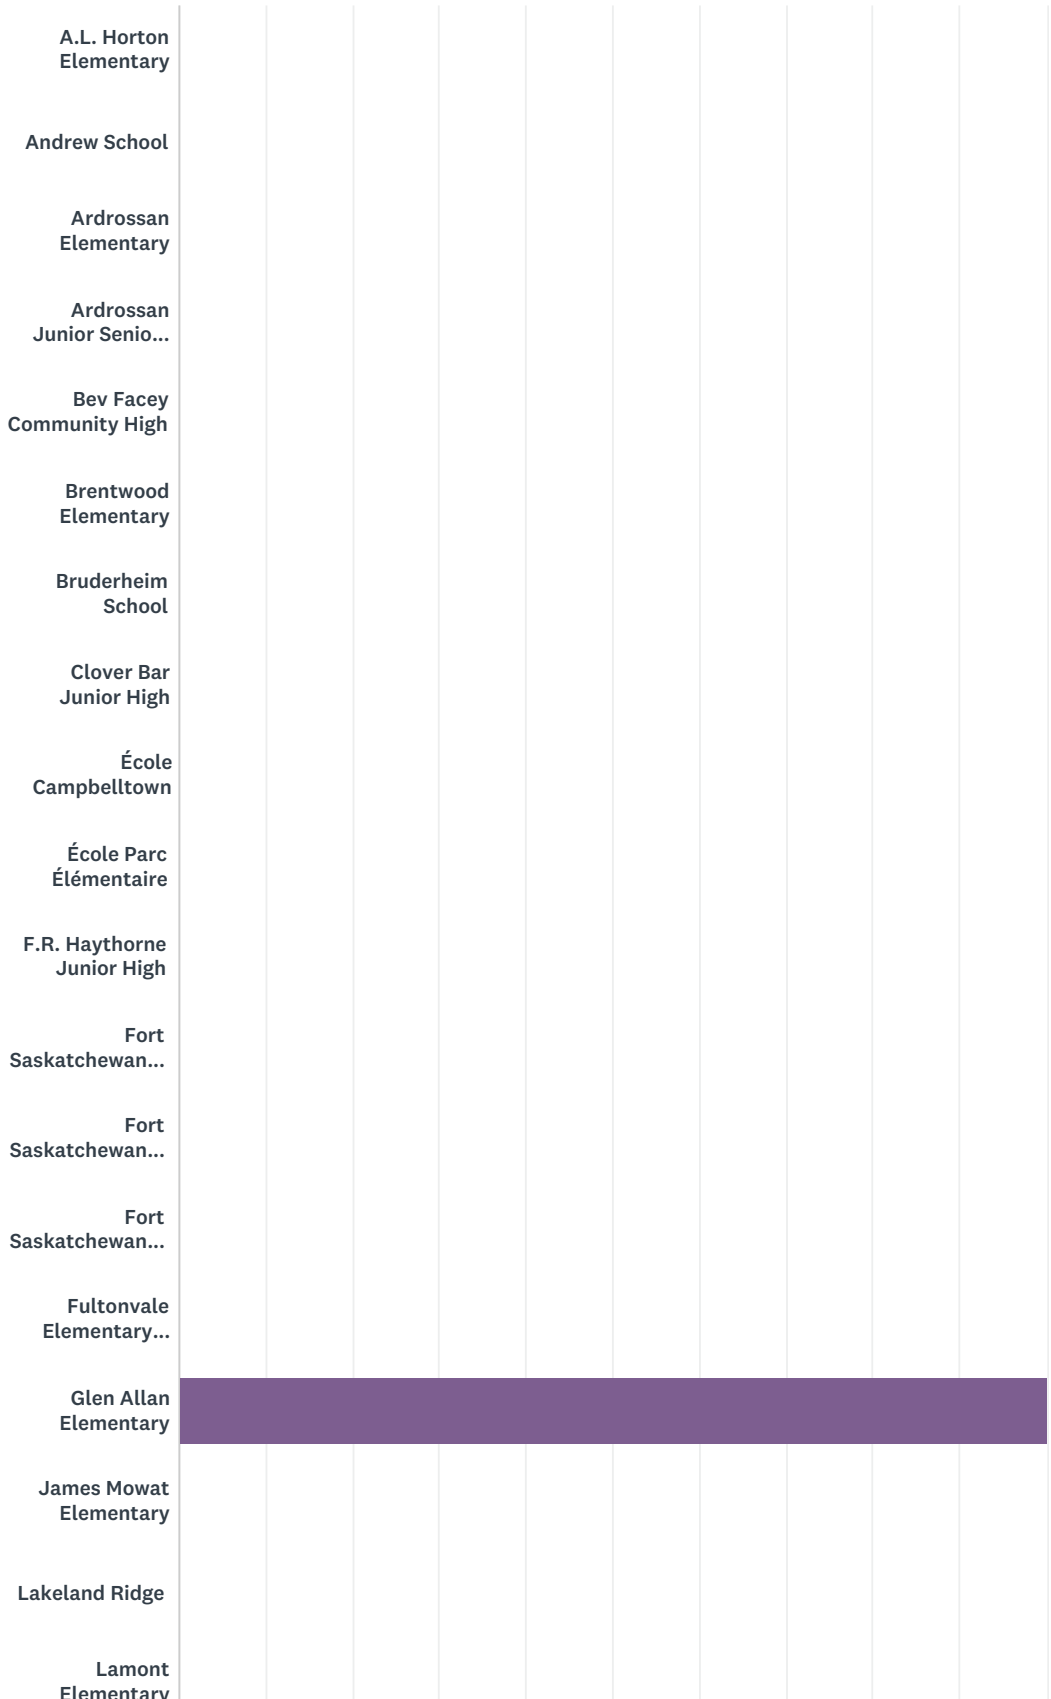 A.L. Horton
Elementary
Andrew School
Ardrossan
Elementary
Ardrossan
Junior Senio...
Bev Facey
Community High
Brentwood
Elementary
Bruderheim
School
Clover Bar
Junior High
École
Campbelltown
École Parc
Élémentaire
F.R. Haythorne
Junior High
Fort
Saskatchewan...
Fort
Saskatchewan...
Fort
Saskatchewan...
Fultonvale
Elementary...
Glen Allan
Elementary
James Mowat
Elementary
Lakeland Ridge
Lamont
Elementary